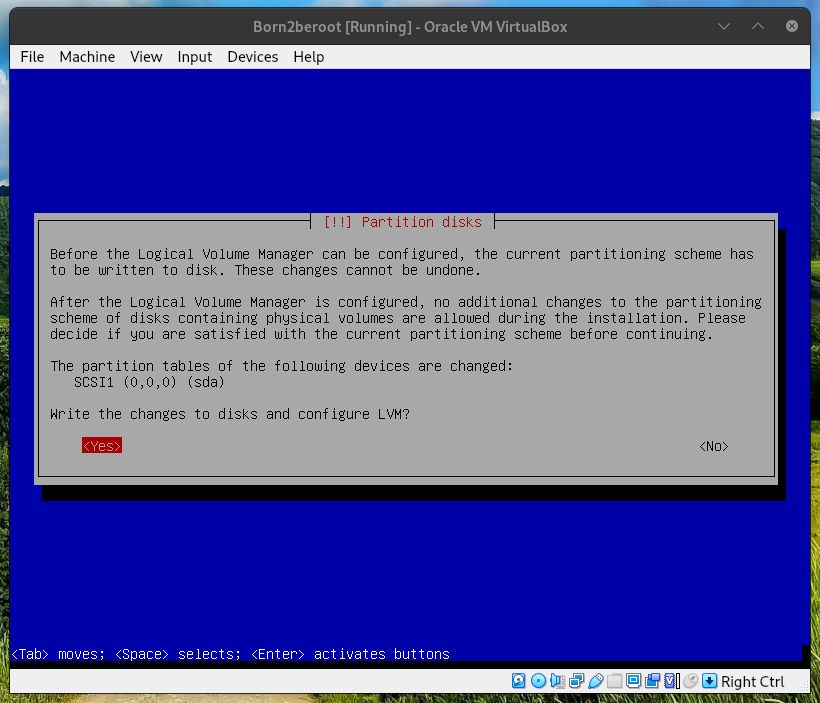 Born2beroot [Running] - Oracle VM VirtualBox
File Machine View Input Devices Help
[!!] Partition disks
Before the Logical Volume Manager can be configured, the current partitioning scheme has
to be written to disk. These changes cannot be undone.
After the Logical Volume Manager is configured, no additional changes to the partitioning
scheme of disks containing physical volumes are allowed during the installation. Please
decide if you are satisfied with the current partitioning scheme before continuing.
The partition tables of the following devices are changed:
SCSI1 (0,0,0) (sda)
Write the changes to disks and configure LVM?
<Yes> <No>
<Tab> moves; <Space> selects; <Enter> activates buttons
Right Ctrl